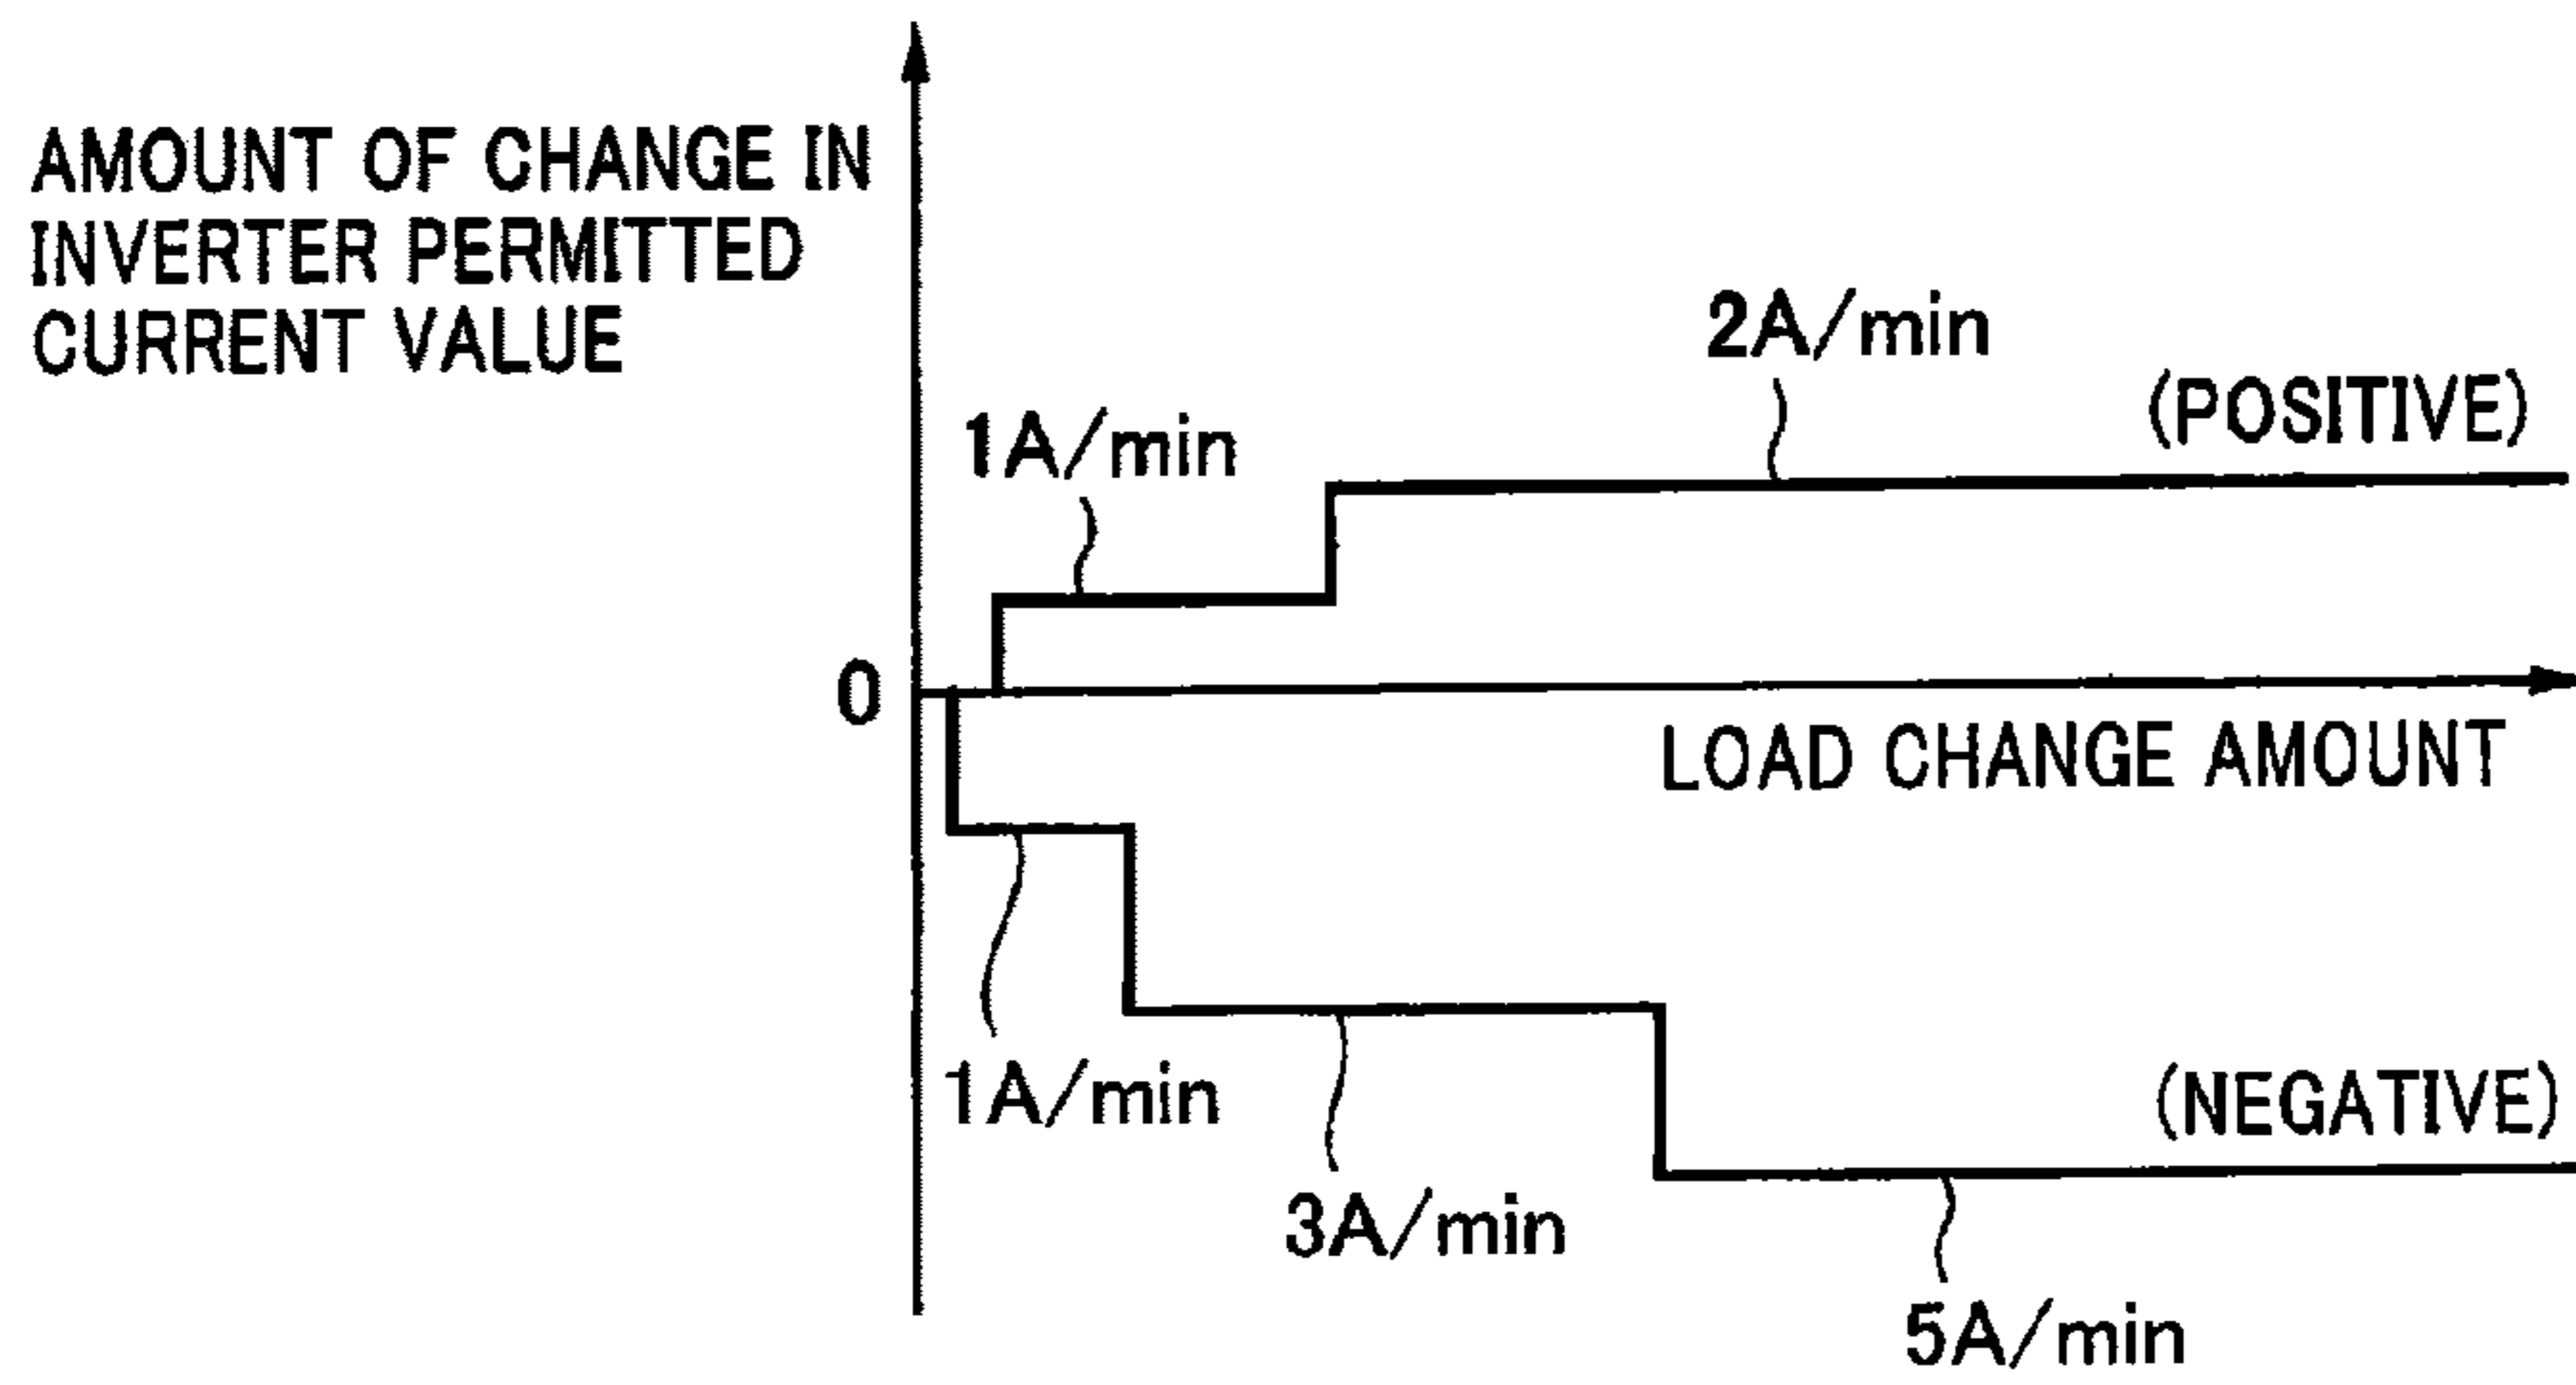 AMOUNT OF CHANGE IN
INVERTER PERMITTED
CURRENT VALUE
2A/min
(POSITIVE)
1A/min
0
LOAD CHANGE AMOUNT
1A/min
(NEGATIVE)
3A/min
5A/min